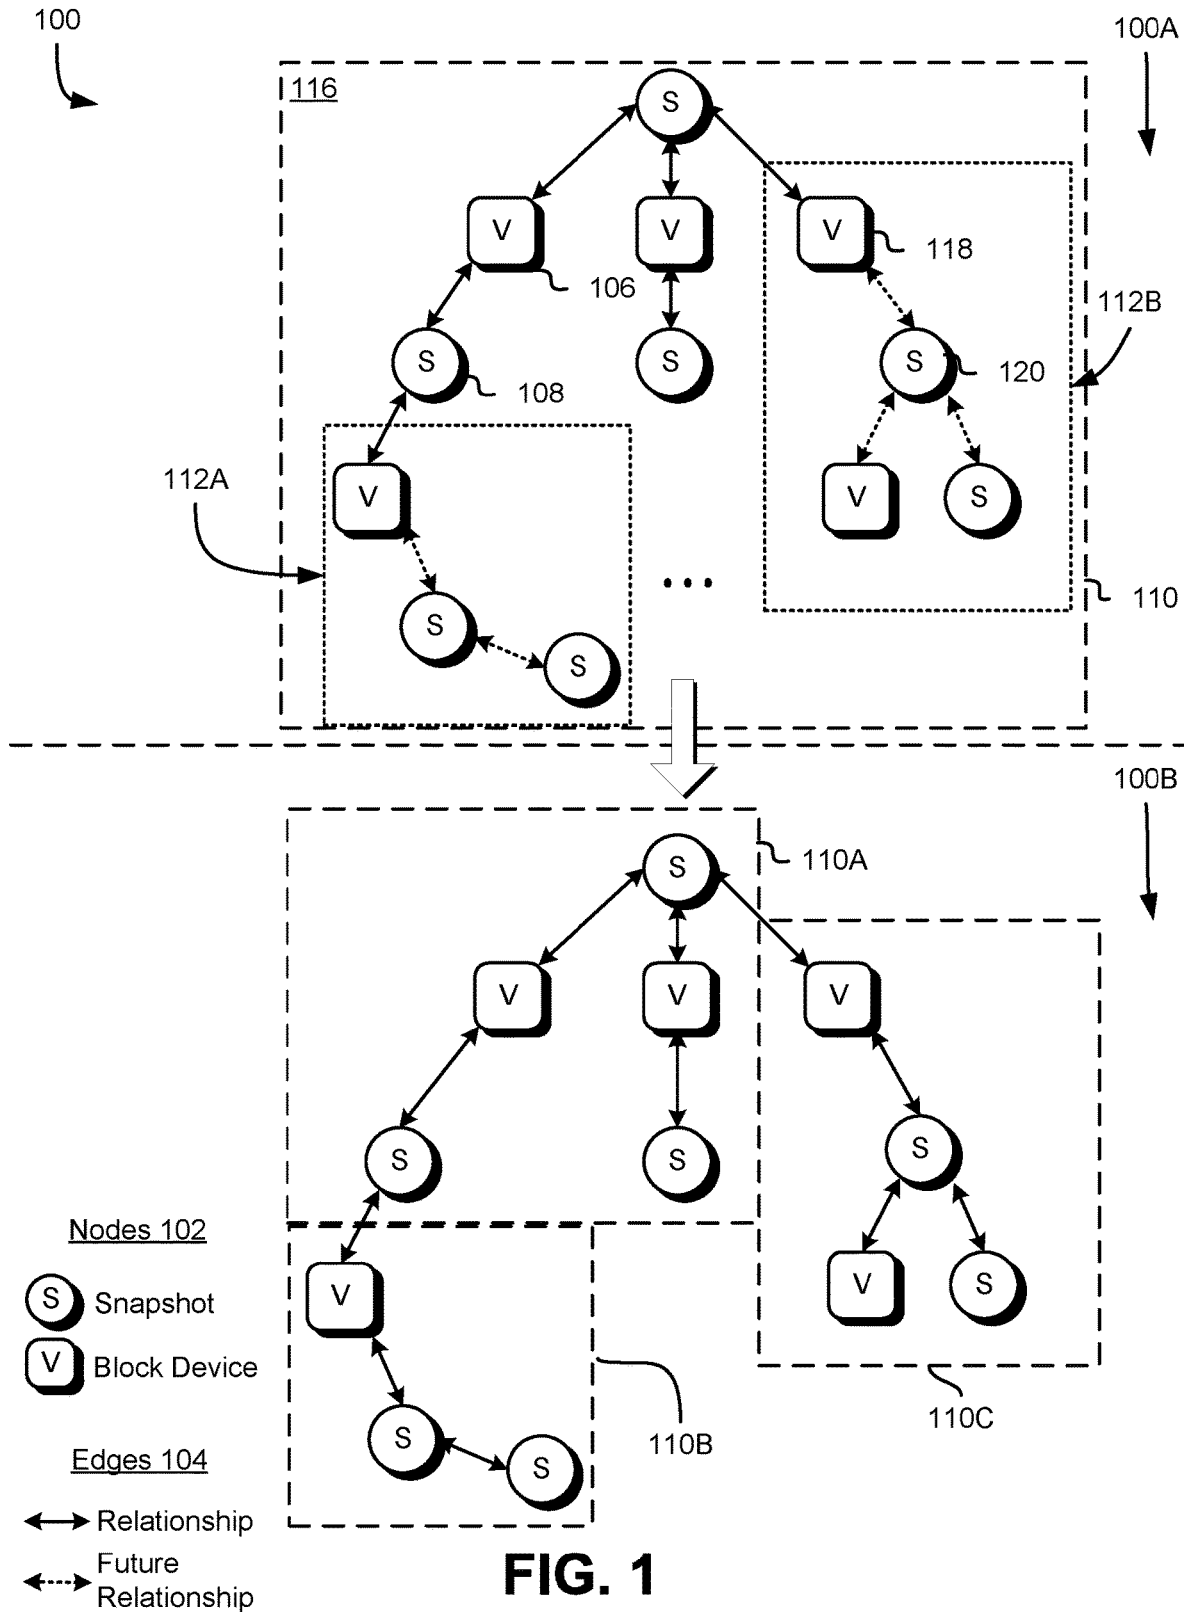 100
100A
116
S
V
V
V
118
106
112B
S
S
S
120
108
112A
V
V
S
110
S
S
100B
S
110A
V
V
V
S
S
S
Nodes 102
V
V
S
S Snapshot
V Block Device
110C
S
110B
S
Edges 104
Relationship
Future
Relationship
FIG. 1